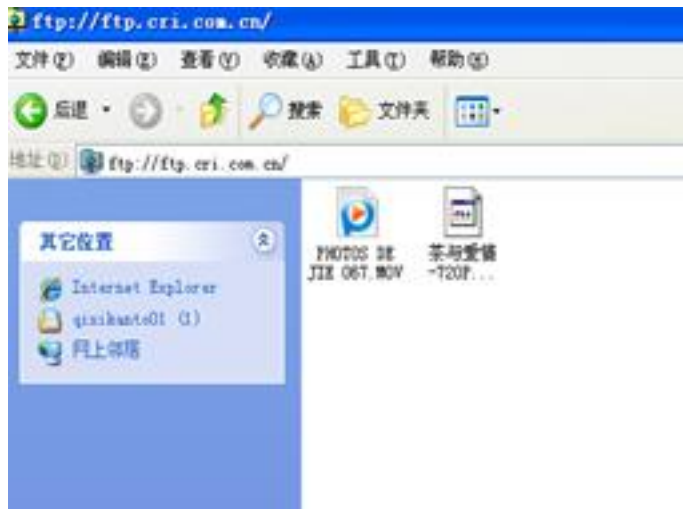 ftp://ftp.cri.com.cn/
文件(F) 编辑(E) 查看(V) 收藏(A) 工具(T) 帮助(H)
后退 搜索 文件夹
地址(D) ftp://ftp.cri.com.cn/
其它位置
Internet Explorer
qixikanto01 (1)
网上邻居
PHOTOS DE
JIE 067.MOV
茶与爱情
-720P...